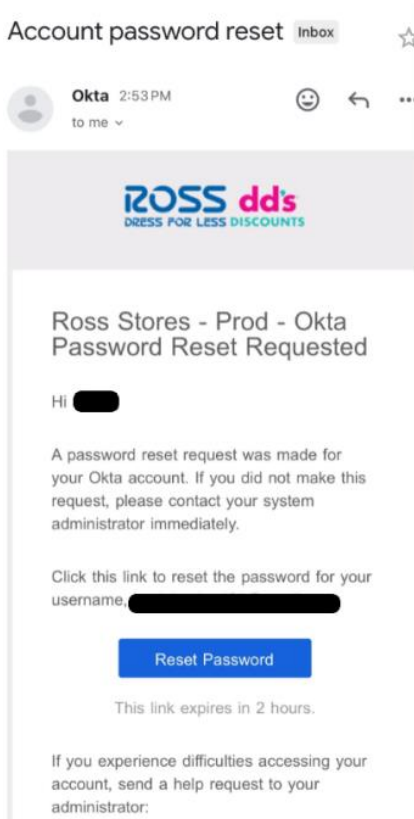 Account password reset Inbox
Okta 2:53 PM
to me
ROSS dd's
DRESS FOR LESS DISCOUNTS
Ross Stores - Prod - Okta
Password Reset Requested
Hi
A password reset request was made for
your Okta account. If you did not make this
request, please contact your system
administrator immediately.
Click this link to reset the password for your
username,
Reset Password
This link expires in 2 hours.
If you experience difficulties accessing your
account, send a help request to your
administrator: